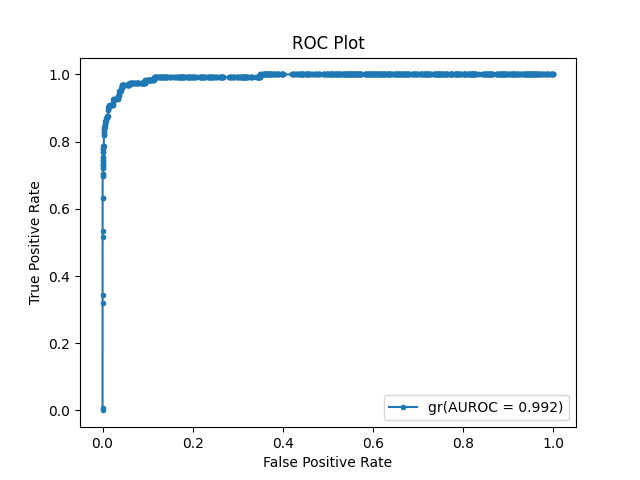 ROC Plot
True Positive Rate
1.0
0.8
0.6
0.4
0.2
0.0
gr(AUROC = 0.992)
0.0 0.2 0.4 0.6 0.8 1.0
False Positive Rate